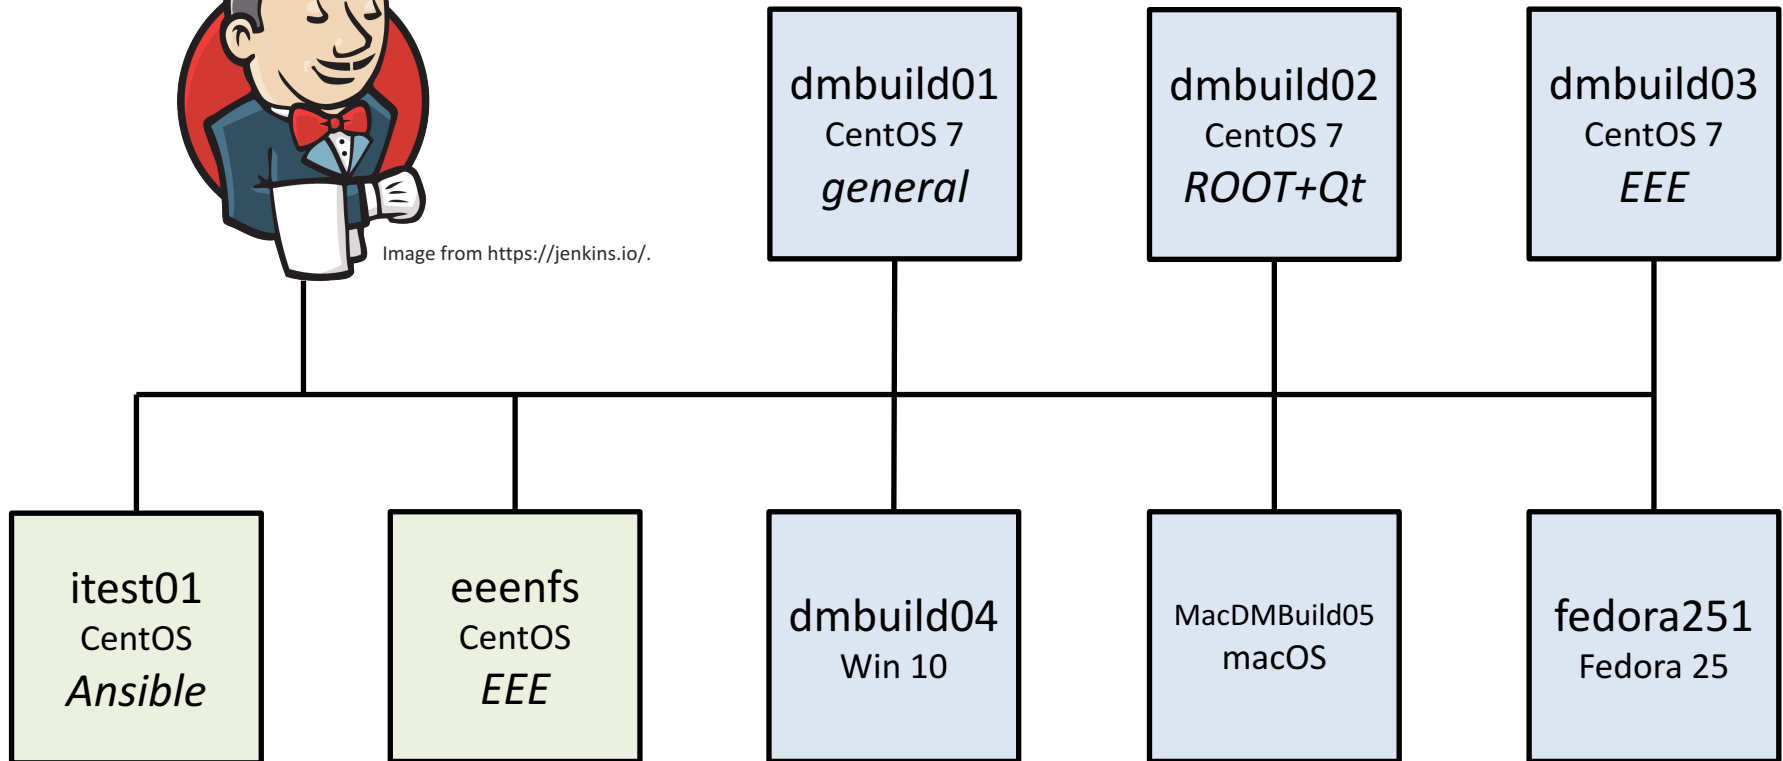 dmbuild01
CentOS 7
general
dmbuild02
CentOS 7
ROOT+Qt
dmbuild03
CentOS 7
EEE
Image from https://jenkins.io/.
itest01
CentOS
Ansible
eeenfs
CentOS
EEE
dmbuild04
Win 10
MacDMBuild05
macOS
fedora251
Fedora 25